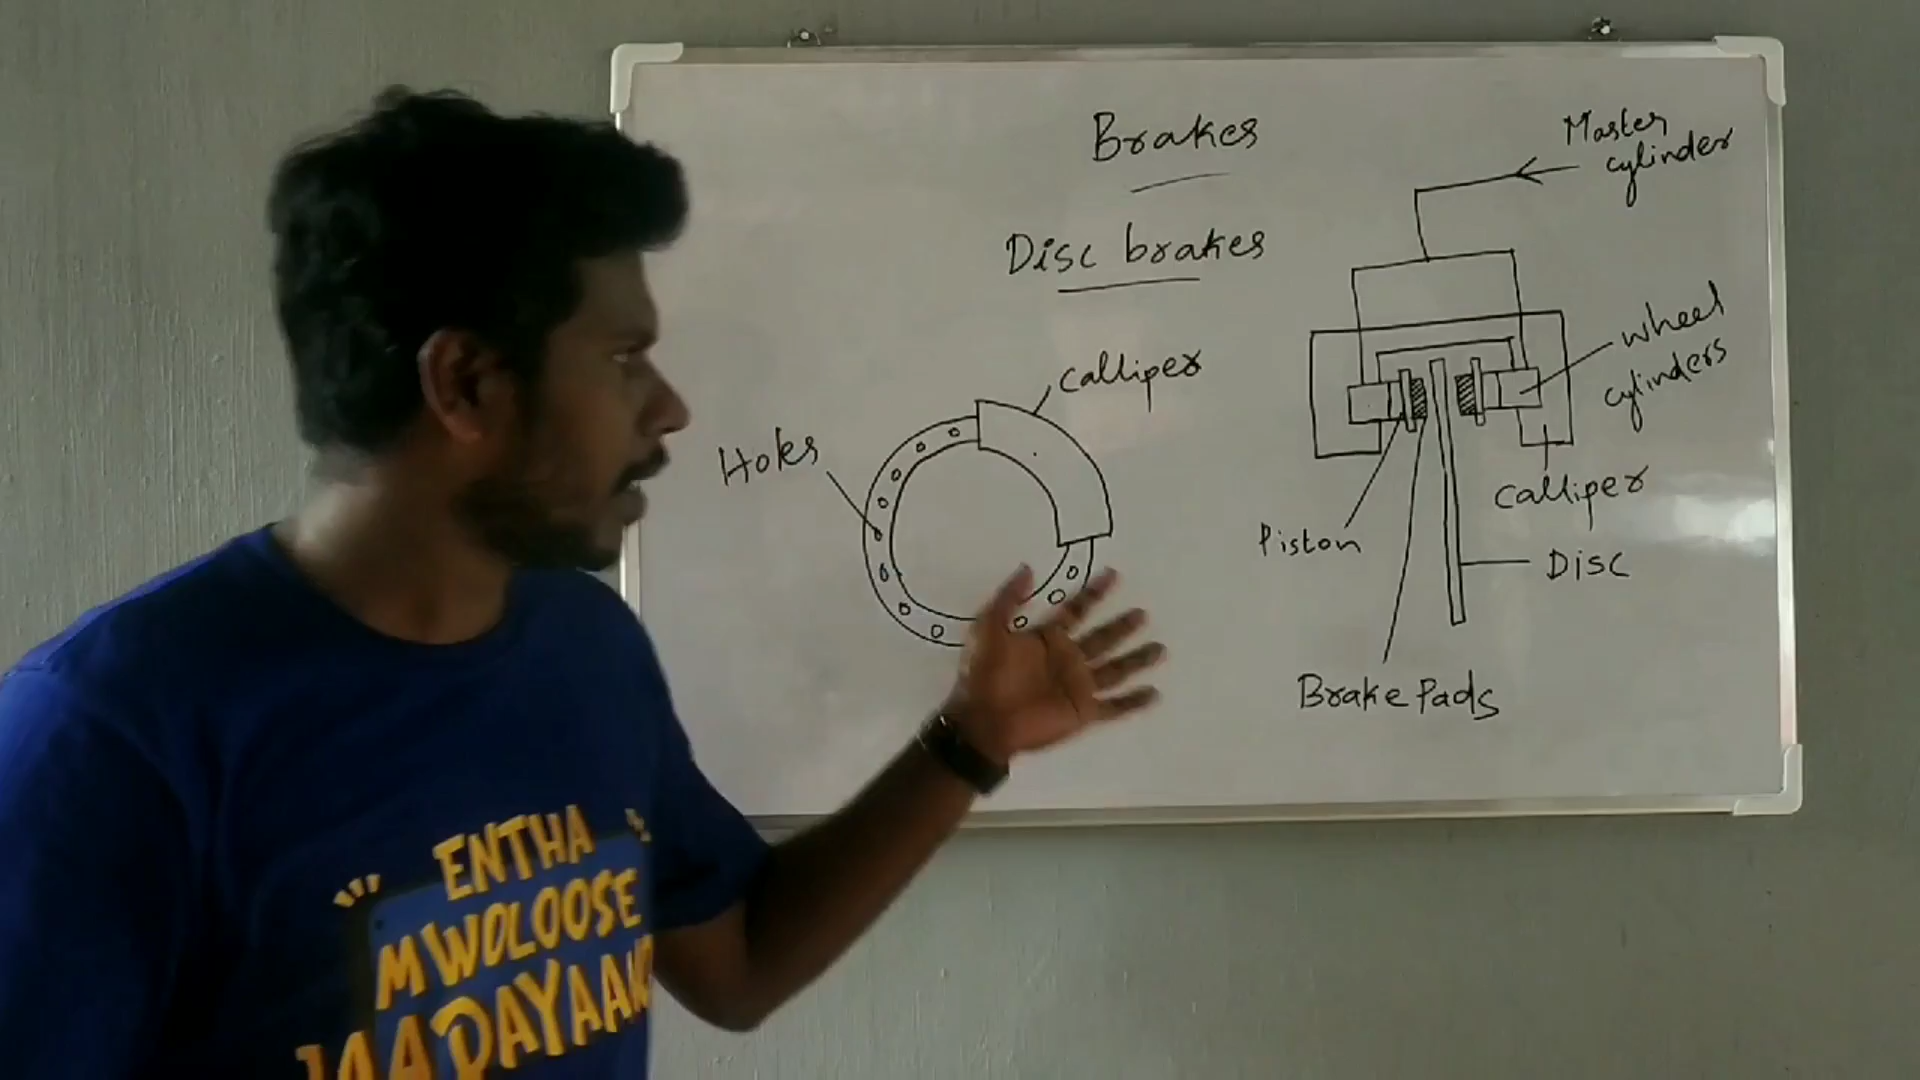 Brakes
Disc brakes
Master
cylinder
calliper
Holes
wheel
cylinders
calliper
Piston
Disc
Brake Pads
ENTHA
MWOLOOSE